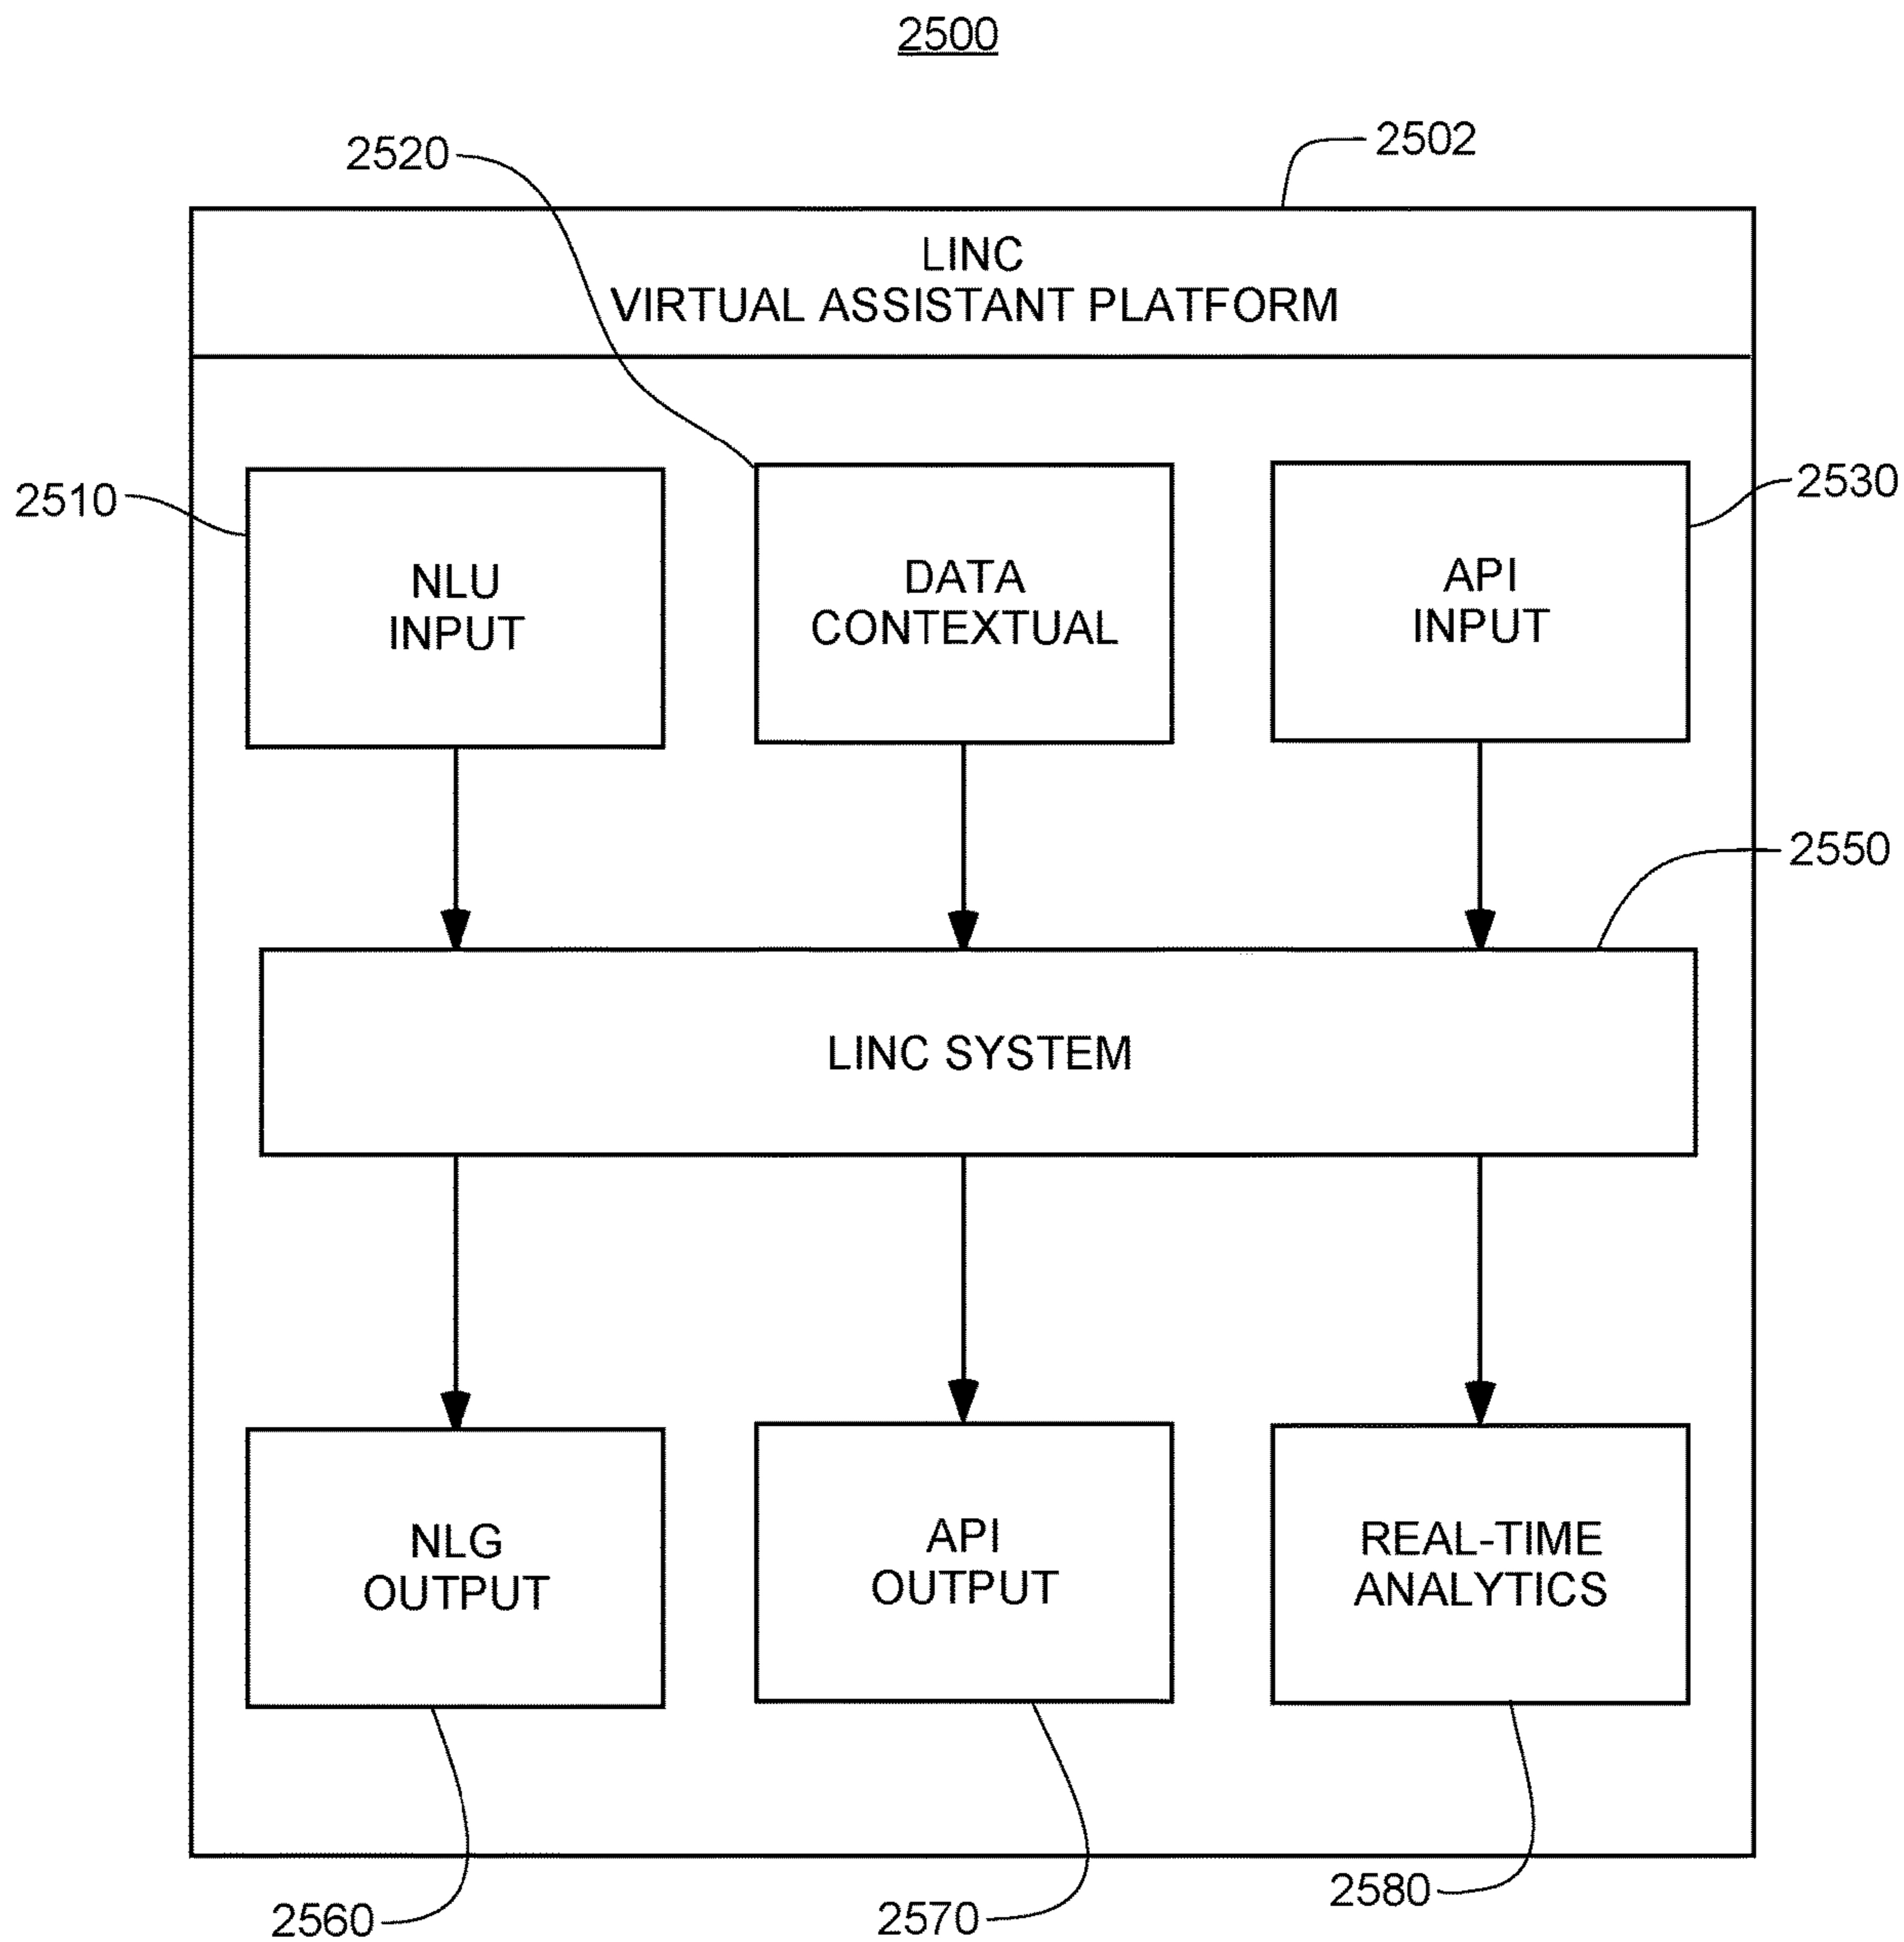 2500
2520
2502
LINC
VIRTUAL ASSISTANT PLATFORM
2510
NLU
INPUT
DATA
CONTEXTUAL
API
INPUT
2530
2550
LINC SYSTEM
NLG
OUTPUT
API
OUTPUT
REAL-TIME
ANALYTICS
2560
2570
2580